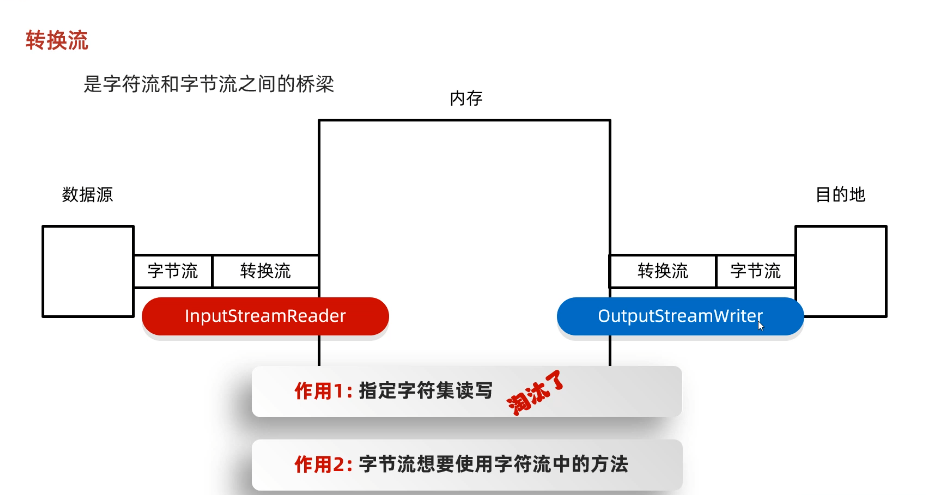 转换流
是字符流和字节流之间的桥梁
内存
数据源
目的地
字节流
转换流
转换流
字节流
InputStreamReader
OutputStreamWriter
作用1: 指定字符集读写
淘汰了
作用2: 字节流想要使用字符流中的方法